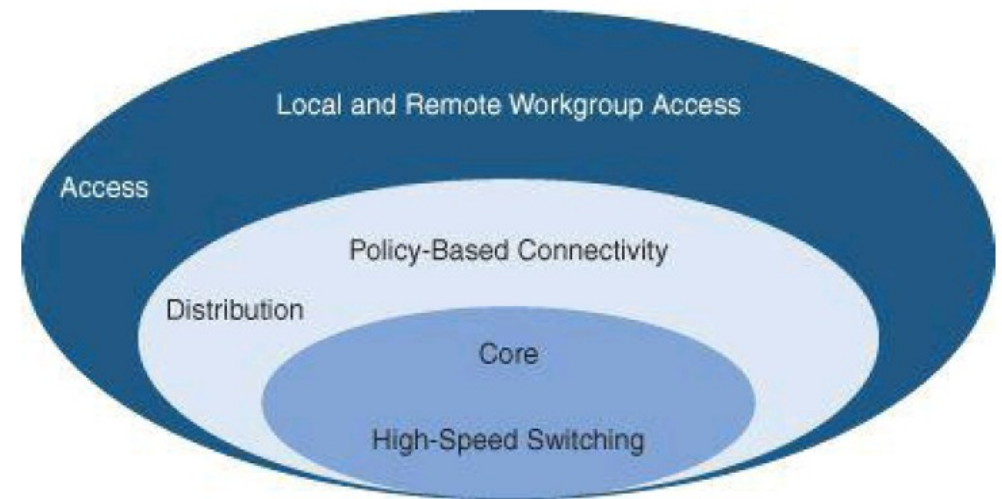 Local and Remote Workgroup Access
Access
Policy-Based Connectivity
Distribution
Core
High-Speed Switching